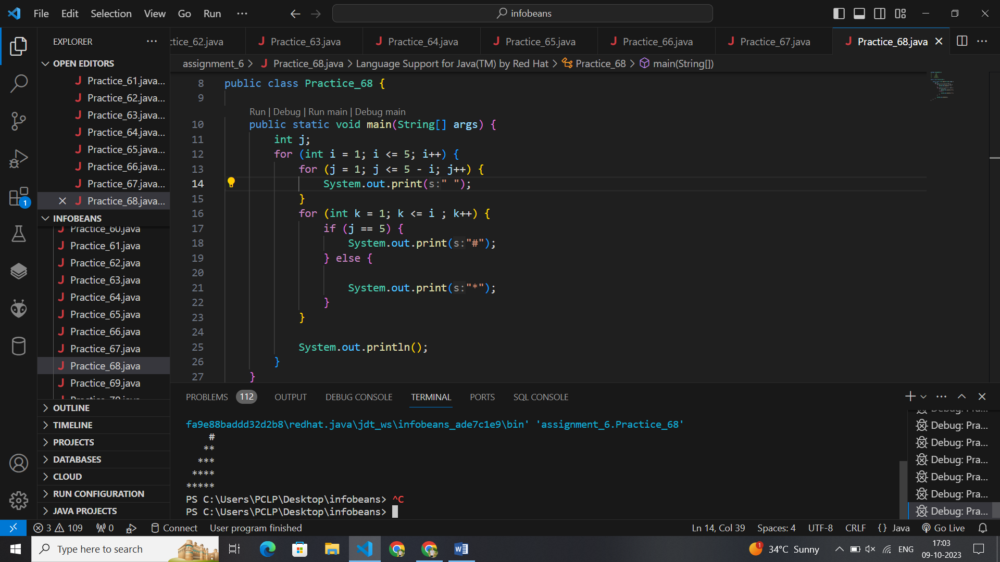 File Edit Selection View Go Run ··· infobeans
EXPLORER ···
OPEN EDITORS
Practice_61.java...
Practice_62.java...
Practice_63.java...
Practice_64.java...
Practice_65.java...
Practice_66.java...
Practice_67.java...
Practice_68.java...
INFOBEANS
Practice_60.java
Practice_61.java
Practice_62.java
Practice_63.java
Practice_64.java
Practice_65.java
Practice_66.java
Practice_67.java
Practice_68.java
Practice_69.java
OUTLINE
TIMELINE
PROJECTS
DATABASES
CLOUD
RUN CONFIGURATION
JAVA PROJECTS
1
ctice_62.java Practice_63.java Practice_64.java Practice_65.java Practice_66.java Practice_67.java Practice_68.java
assignment_6 > Practice_68.java > Language Support for Java(TM) by Red Hat > Practice_68 > main(String[])
8 public class Practice_68 {
9
Run | Debug | Run main | Debug main
10 public static void main(String[] args) {
11 int j;
12 for (int i = 1; i <= 5; i++) {
13 for (j = 1; j <= 5 - i; j++) {
14 System.out.print(s:" ");
15 }
16 for (int k = 1; k <= i ; k++) {
17 if (j == 5) {
18 System.out.print(s:"#");
19 } else {
20
21 System.out.print(s:"*");
22 }
23 }
24
25 System.out.println();
26 }
27 }
PROBLEMS 112 OUTPUT DEBUG CONSOLE TERMINAL PORTS SQL CONSOLE
fa9e88baddd32d2b8\redhat.java\jdt_ws\infobeans_ade7c1e9\bin' 'assignment_6.Practice_68'
#
**
***
****
*****
PS C:\Users\PCLP\Desktop\infobeans> ^C
PS C:\Users\PCLP\Desktop\infobeans>
Debug: Pra...
Debug: Pra...
Debug: Pra...
Debug: Pra...
Debug: Pra...
Debug: Pra...
3 109 0 Connect User program finished Ln 14, Col 39 Spaces: 4 UTF-8 CRLF {} Java Go Live
Type here to search 1 34°C Sunny ENG 17:03
09-10-2023